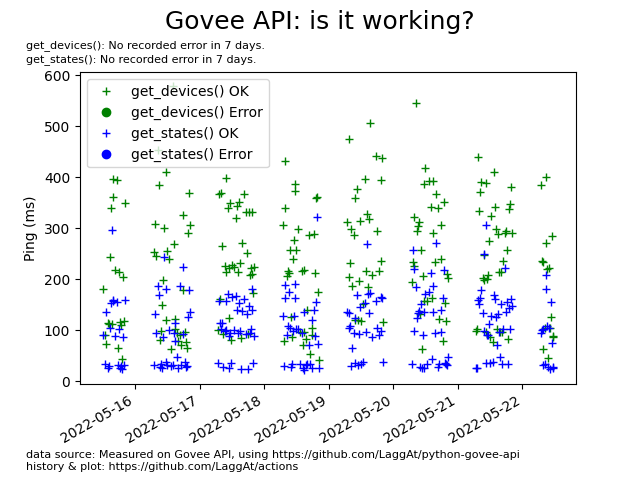 Govee API: is it working?
get_devices(): No recorded error in 7 days.
get_states(): No recorded error in 7 days.
600
500
400
300
200
100
0
Ping (ms)
get_devices() OK
get_devices() Error
get_states() OK
get_states() Error
2022-05-16
2022-05-17
2022-05-18
2022-05-19
2022-05-20
2022-05-21
2022-05-22
data source: Measured on Govee API, using https://github.com/LaggAt/python-govee-api
history & plot: https://github.com/LaggAt/actions